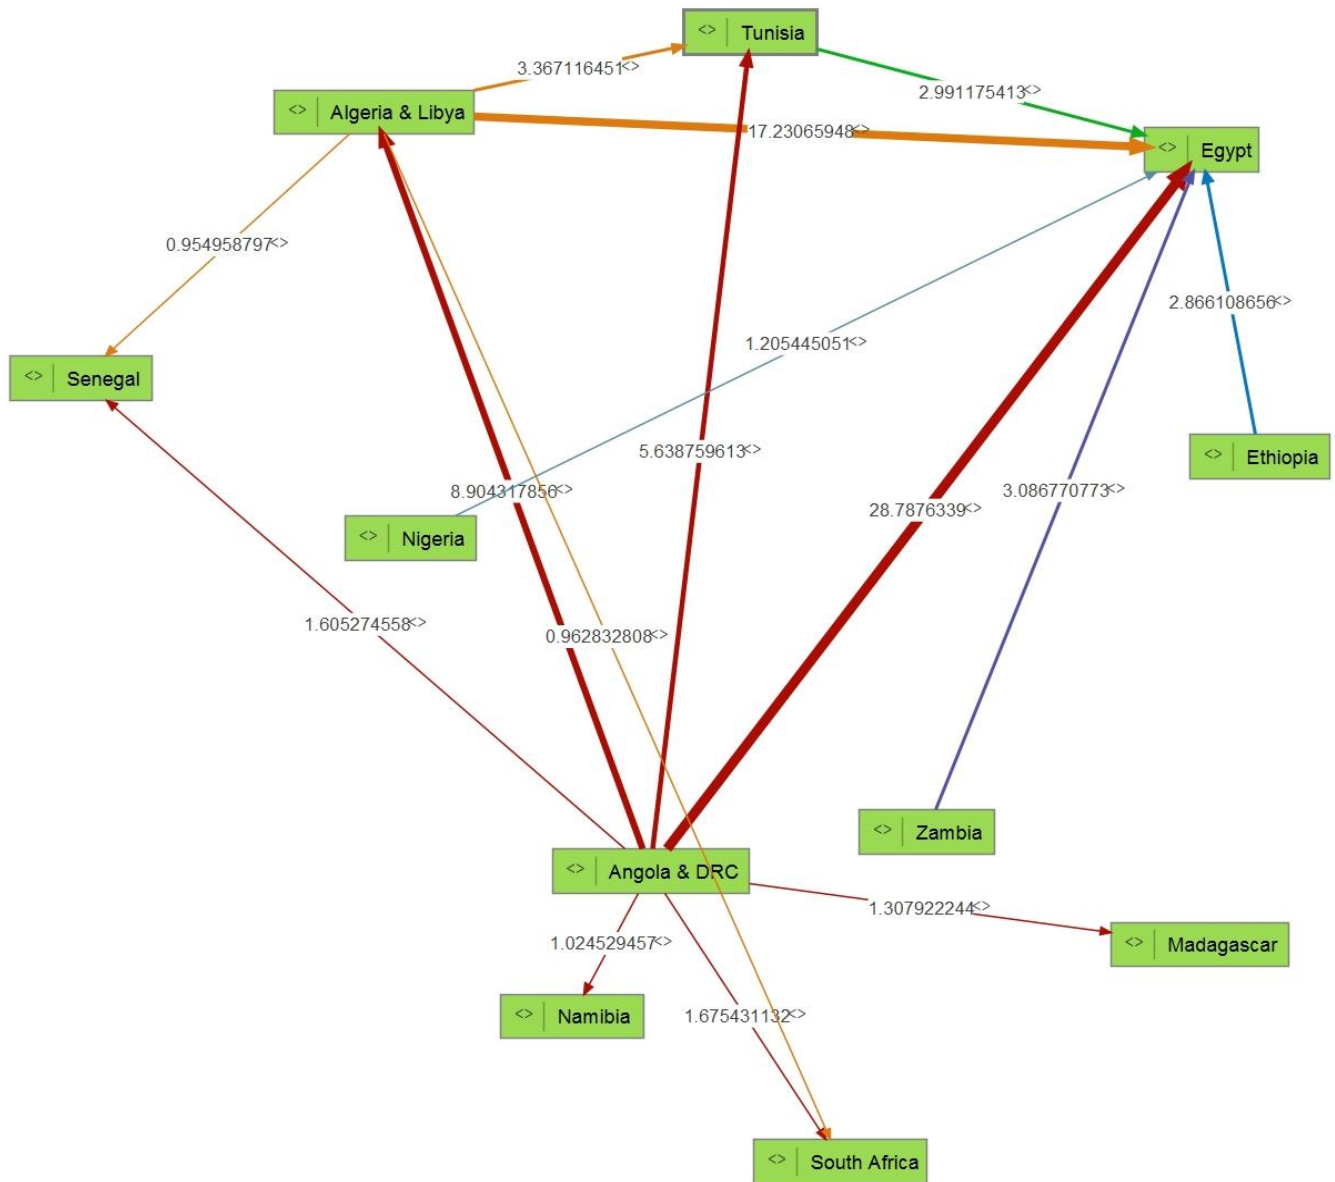 <> Tunisia
3.367116451<>
2.991175413<>
<> Algeria & Libya
17.23065948<>
<> Egypt
0.954958797<>
2.866108656<>
1.205445051<>
<> Senegal
5.638759613<>
<> Ethiopia
8.904317856<>
3.086770773<>
28.7876339<>
<> Nigeria
1.605274558<>
0.962832808<>
<> Zambia
<> Angola & DRC
1.307922244<>
1.024529457<>
<> Madagascar
<> Namibia
1.675431132<>
<> South Africa